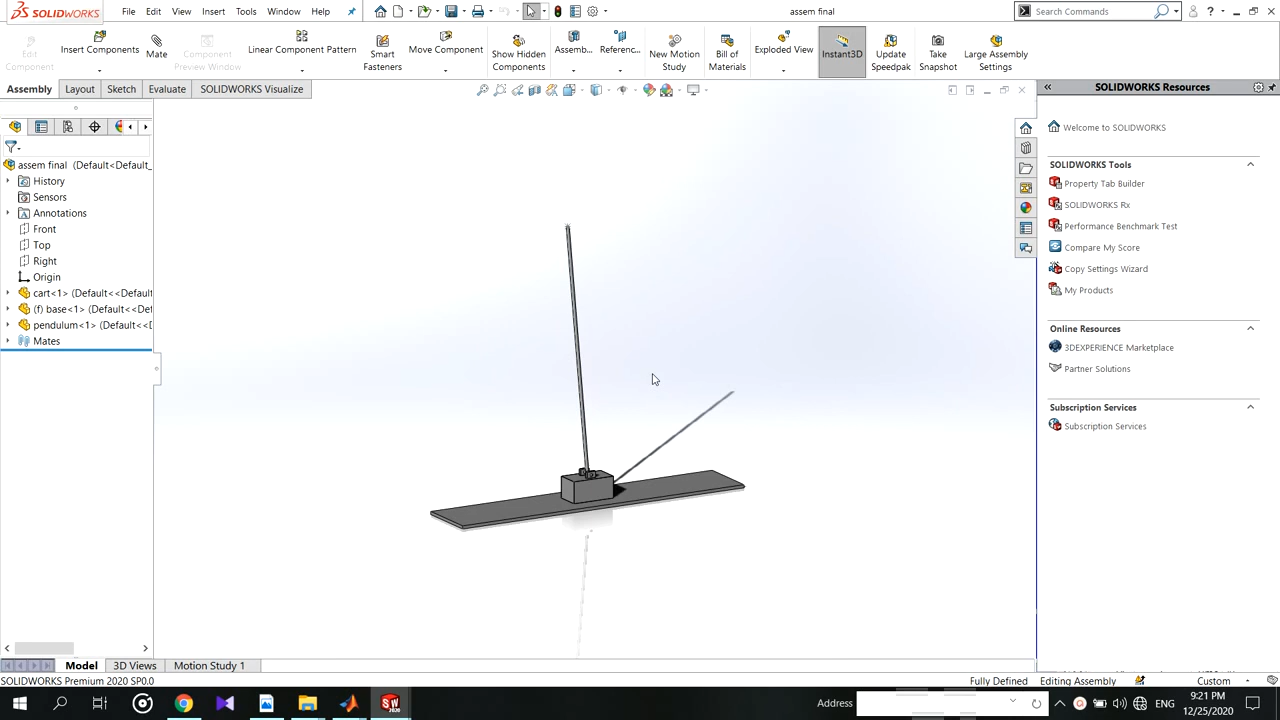 SOLIDWORKS File Edit View Insert Tools Window Help assem final Search Commands
Edit Component
Insert Components
Mate
Component Preview Window
Linear Component Pattern
Smart Fasteners
Move Component
Show Hidden Components
Assemb...
Referenc...
New Motion Study
Bill of Materials
Exploded View
Instant3D
Update Speedpak
Take Snapshot
Large Assembly Settings
Assembly Layout Sketch Evaluate SOLIDWORKS Visualize
assem final (Default<Default_
History
Sensors
Annotations
Front
Top
Right
Origin
cart<1> (Default<<Default
(f) base<1> (Default<<Def
pendulum<1> (Default<<D
Mates
SOLIDWORKS Resources
Welcome to SOLIDWORKS
SOLIDWORKS Tools
Property Tab Builder
SOLIDWORKS Rx
Performance Benchmark Test
Compare My Score
Copy Settings Wizard
My Products
Online Resources
3DEXPERIENCE Marketplace
Partner Solutions
Subscription Services
Subscription Services
Model 3D Views Motion Study 1
SOLIDWORKS Premium 2020 SP0.0 Fully Defined Editing Assembly Custom
Address ENG 9:21 PM
12/25/2020